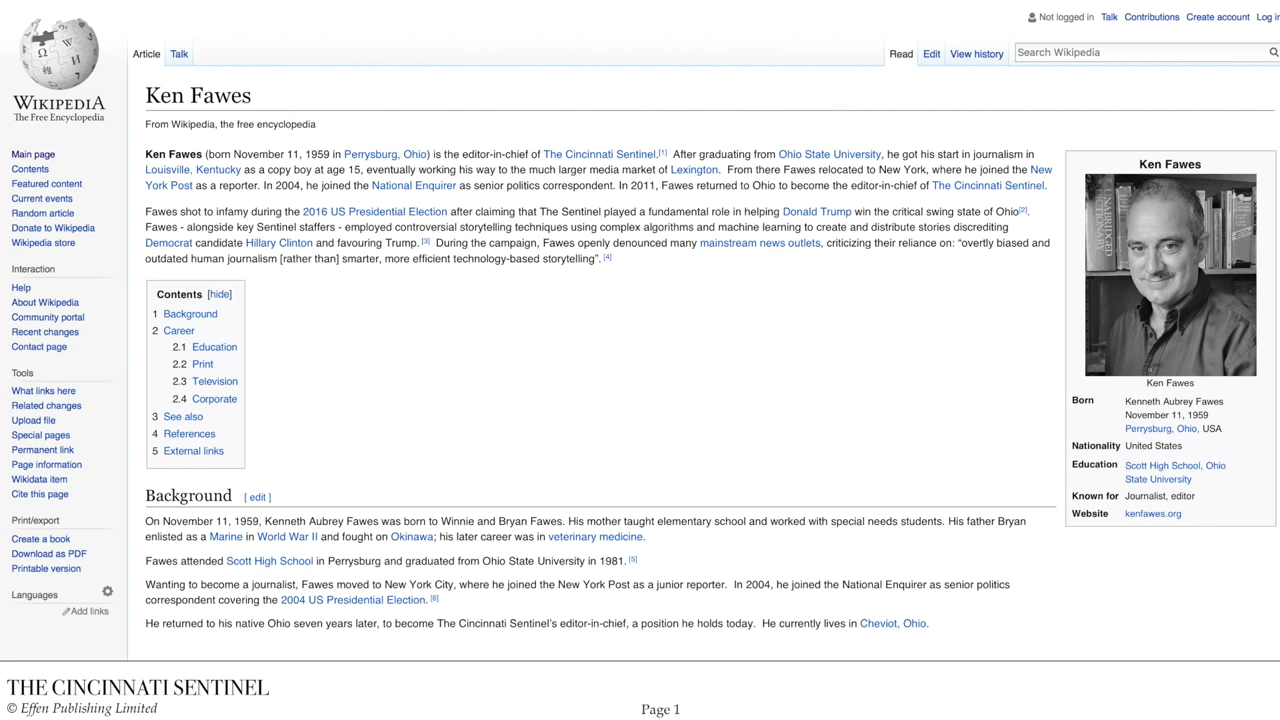 Not logged in Talk Contributions Create account Log in
Article Talk Read Edit View history Search Wikipedia
WIKIPEDIA
The Free Encyclopedia
Main page
Contents
Featured content
Current events
Random article
Donate to Wikipedia
Wikipedia store
Interaction
Help
About Wikipedia
Community portal
Recent changes
Contact page
Tools
What links here
Related changes
Upload file
Special pages
Permanent link
Page information
Wikidata item
Cite this page
Print/export
Create a book
Download as PDF
Printable version
Languages
Add links
Ken Fawes
From Wikipedia, the free encyclopedia
Ken Fawes (born November 11, 1959 in Perrysburg, Ohio) is the editor-in-chief of The Cincinnati Sentinel.[1] After graduating from Ohio State University, he got his start in journalism in
Louisville, Kentucky as a copy boy at age 15, eventually working his way to the much larger media market of Lexington. From there Fawes relocated to New York, where he joined the New
York Post as a reporter. In 2004, he joined the National Enquirer as senior politics correspondent. In 2011, Fawes returned to Ohio to become the editor-in-chief of The Cincinnati Sentinel.
Fawes shot to infamy during the 2016 US Presidential Election after claiming that The Sentinel played a fundamental role in helping Donald Trump win the critical swing state of Ohio[2].
Fawes - alongside key Sentinel staffers - employed controversial storytelling techniques using complex algorithms and machine learning to create and distribute stories discrediting
Democrat candidate Hillary Clinton and favouring Trump. [3] During the campaign, Fawes openly denounced many mainstream news outlets, criticizing their reliance on: “overtly biased and
outdated human journalism [rather than] smarter, more efficient technology-based storytelling”. [4]
Contents [hide]
1 Background
2 Career
2.1 Education
2.2 Print
2.3 Television
2.4 Corporate
3 See also
4 References
5 External links
Background [ edit ]
On November 11, 1959, Kenneth Aubrey Fawes was born to Winnie and Bryan Fawes. His mother taught elementary school and worked with special needs students. His father Bryan
enlisted as a Marine in World War II and fought on Okinawa; his later career was in veterinary medicine.
Fawes attended Scott High School in Perrysburg and graduated from Ohio State University in 1981. [5]
Wanting to become a journalist, Fawes moved to New York City, where he joined the New York Post as a junior reporter. In 2004, he joined the National Enquirer as senior politics
correspondent covering the 2004 US Presidential Election. [6]
He returned to his native Ohio seven years later, to become The Cincinnati Sentinel’s editor-in-chief, a position he holds today. He currently lives in Cheviot, Ohio.
Ken Fawes
UNABRIDGED
DICTIONARY
Ken Fawes
Born Kenneth Aubrey Fawes
November 11, 1959
Perrysburg, Ohio, USA
Nationality United States
Education Scott High School, Ohio
State University
Known for Journalist, editor
Website kenfawes.org
THE CINCINNATI SENTINEL
© Effen Publishing Limited
Page 1